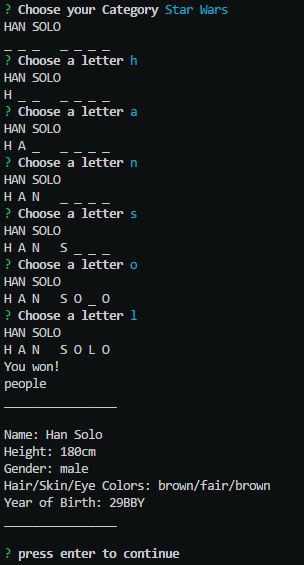 ? Choose your Category Star Wars
HAN SOLO
_ _ _   _ _ _ _
? Choose a letter h
HAN SOLO
H _ _   _ _ _ _
? Choose a letter a
HAN SOLO
H A _   _ _ _ _
? Choose a letter n
HAN SOLO
H A N   _ _ _ _
? Choose a letter s
HAN SOLO
H A N   S _ _ _
? Choose a letter o
HAN SOLO
H A N   S O _ O
? Choose a letter l
HAN SOLO
H A N   S O L O
You won!
people
________________
Name: Han Solo
Height: 180cm
Gender: male
Hair/Skin/Eye Colors: brown/fair/brown
Year of Birth: 29BBY
________________
? press enter to continue